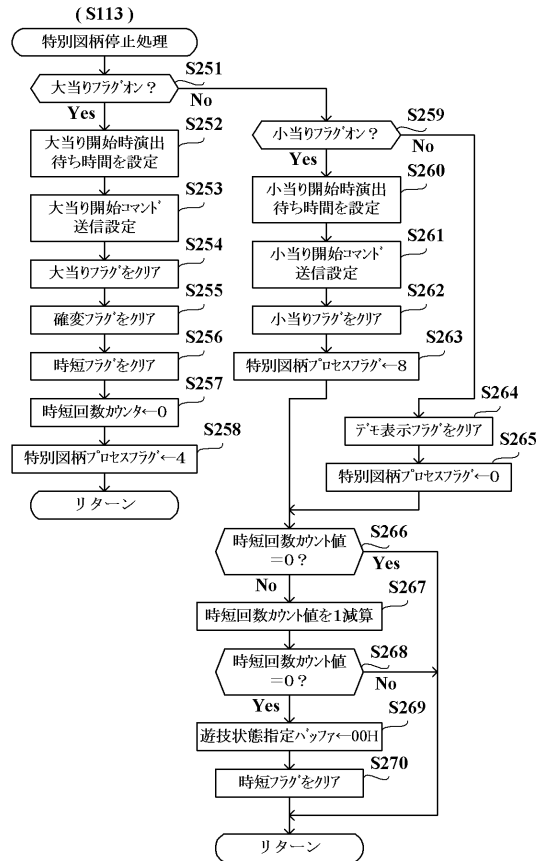 (S113)
特別図柄停止処理
S251
大当りフラグオン?
Yes
No
S252
大当り開始時演出
待ち時間を設定
S253
大当り開始コマンド
送信設定
S254
大当りフラグをクリア
S255
確変フラグをクリア
S256
時短フラグをクリア
S257
時短回数カウンタ←0
S258
特別図柄プロセスフラグ←4
リターン
S259
小当りフラグオン?
Yes
No
S260
小当り開始時演出
待ち時間を設定
S261
小当り開始コマンド
送信設定
S262
小当りフラグをクリア
S263
特別図柄プロセスフラグ←8
S264
デモ表示フラグをクリア
S265
特別図柄プロセスフラグ←0
S266
時短回数カウント値
=0?
Yes
No
S267
時短回数カウント値を1減算
S268
時短回数カウント値
=0?
No
Yes
S269
遊技状態指定バッファ←00H
S270
時短フラグをクリア
リターン